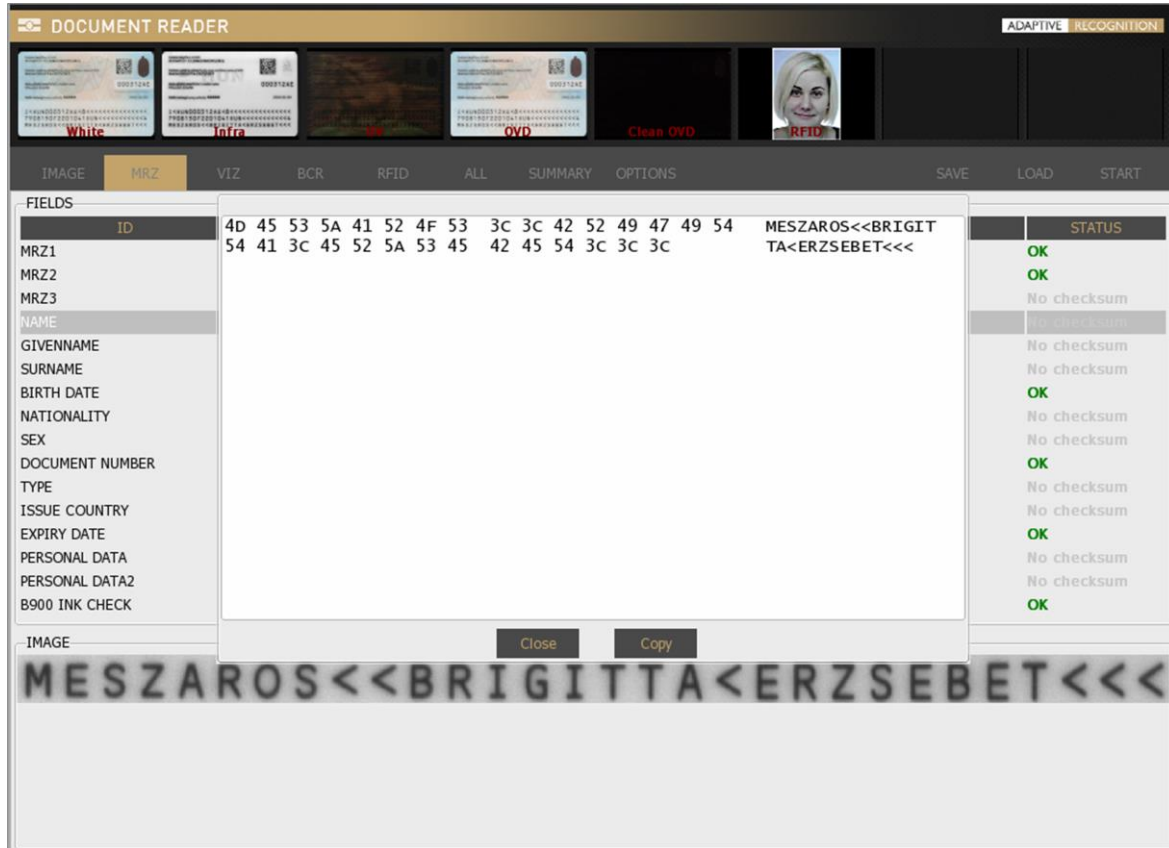 DOCUMENT READER
ADAPTIVE RECOGNITION
White
Infra
OVD
Clean OVD
RFID
IMAGE MRZ VIZ BCR RFID ALL SUMMARY OPTIONS SAVE LOAD START
FIELDS
ID STATUS
4D 45 53 5A 41 52 4F 53 3C 3C 42 52 49 47 49 54 MESZAROS<<BRIGIT
54 41 3C 45 52 5A 53 45 42 45 54 3C 3C 3C TA<ERZSEBET<<<
MRZ1 OK
MRZ2 OK
MRZ3 No checksum
NAME No checksum
GIVENNAME No checksum
SURNAME No checksum
BIRTH DATE OK
NATIONALITY No checksum
SEX No checksum
DOCUMENT NUMBER OK
TYPE No checksum
ISSUE COUNTRY No checksum
EXPIRY DATE OK
PERSONAL DATA No checksum
PERSONAL DATA2 No checksum
B900 INK CHECK OK
Close Copy
IMAGE
MESZAROS<<BRIGITTA<ERZSEBET<<<